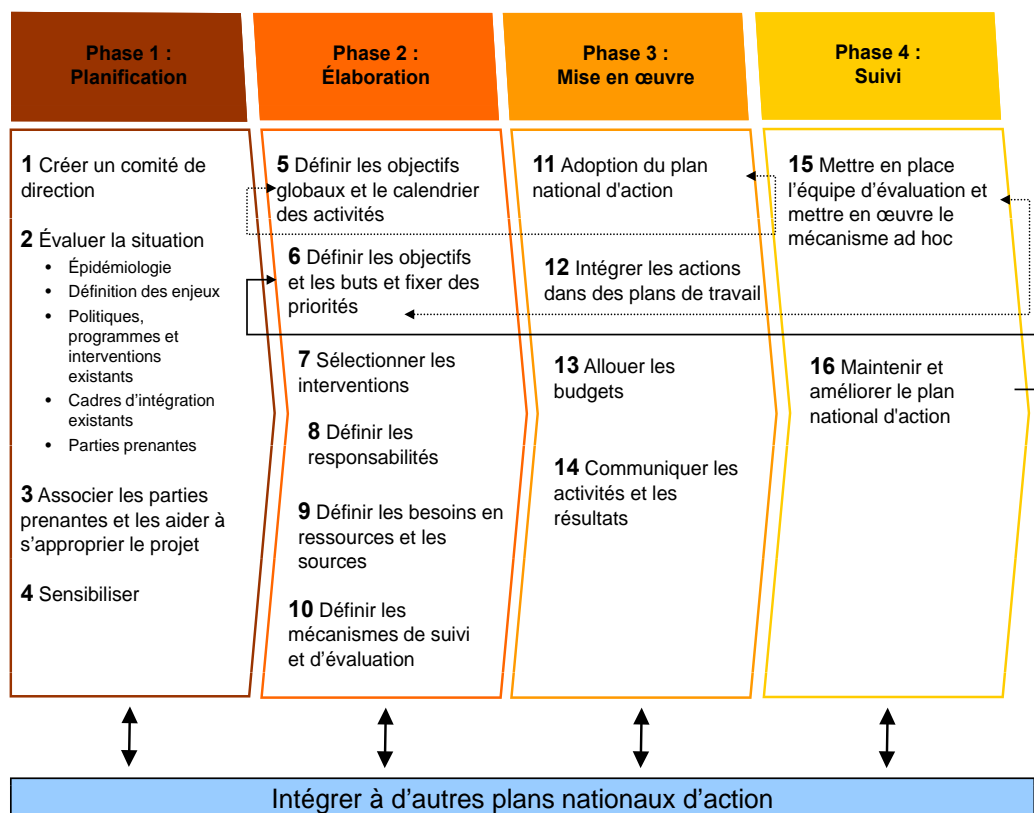 Phase 1 :
Planification
Phase 2 :
Élaboration
Phase 3 :
Mise en œuvre
Phase 4 :
Suivi
1 Créer un comité de
direction
2 Évaluer la situation
• Épidémiologie
• Définition des enjeux
• Politiques,
programmes et
interventions
existants
• Cadres d’intégration
existants
• Parties prenantes
3 Associer les parties
prenantes et les aider à
s’approprier le projet
4 Sensibiliser
5 Définir les objectifs
globaux et le calendrier
des activités
6 Définir les objectifs
et les buts et fixer des
priorités
7 Sélectionner les
interventions
8 Définir les
responsabilités
9 Définir les besoins en
ressources et les
sources
10 Définir les
mécanismes de suivi
et d’évaluation
11 Adoption du plan
national d'action
12 Intégrer les actions
dans des plans de travail
13 Allouer les
budgets
14 Communiquer les
activités et les
résultats
15 Mettre en place
l’équipe d’évaluation et
mettre en œuvre le
mécanisme ad hoc
16 Maintenir et
améliorer le plan
national d'action
Intégrer à d’autres plans nationaux d’action